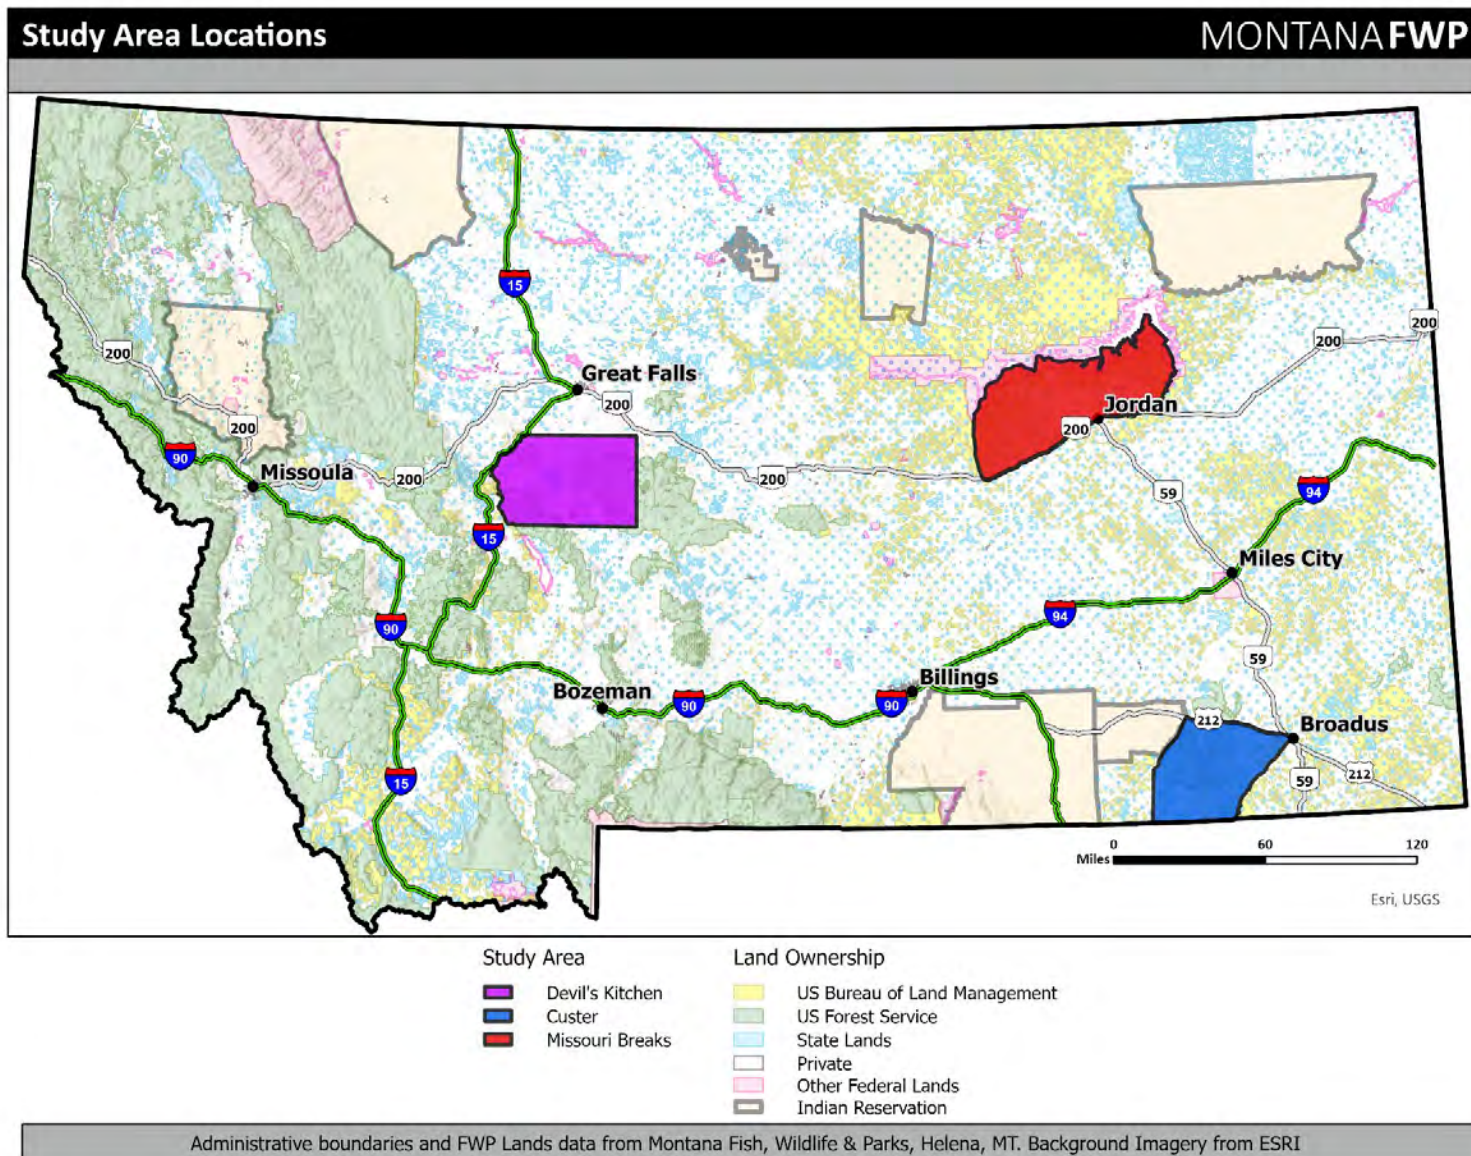 Study Area Locations
MONTANA FWP
15
200
200
200
Great Falls
200
200
Jordan
200
90
Missoula
200
200
59
94
15
Miles City
94
90
59
Bozeman
90
Billings
90
212
Broadus
15
59
212
0 60 120
Miles
Esri, USGS
Study Area
Devil's Kitchen
Custer
Missouri Breaks
Land Ownership
US Bureau of Land Management
US Forest Service
State Lands
Private
Other Federal Lands
Indian Reservation
Administrative boundaries and FWP Lands data from Montana Fish, Wildlife & Parks, Helena, MT. Background Imagery from ESRI